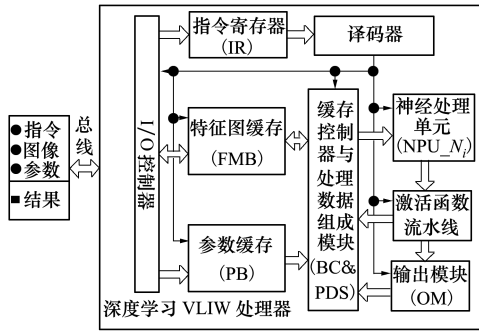 指令
图像
参数
结果
总线
I/O控制器
指令寄存器
(IR)
译码器
特征图缓存
(FMB)
参数缓存
(PB)
缓存
控制
器与
处理
数据
组成
模块
(BC&
PDS)
神经处理
单元
(NPU_Ni)
激活函数
流水线
输出模块
(OM)
深度学习 VLIW 处理器